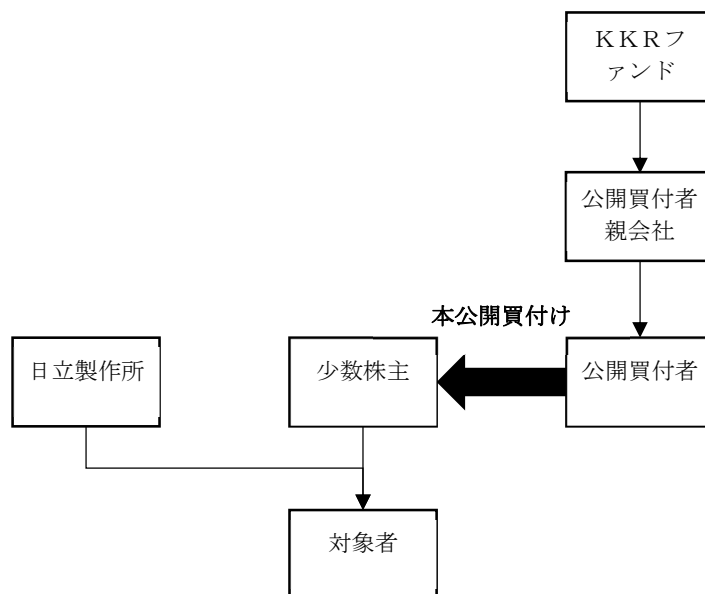 KKRフ
ァンド
公開買付者
親会社
本公開買付け
日立製作所
少数株主
公開買付者
対象者